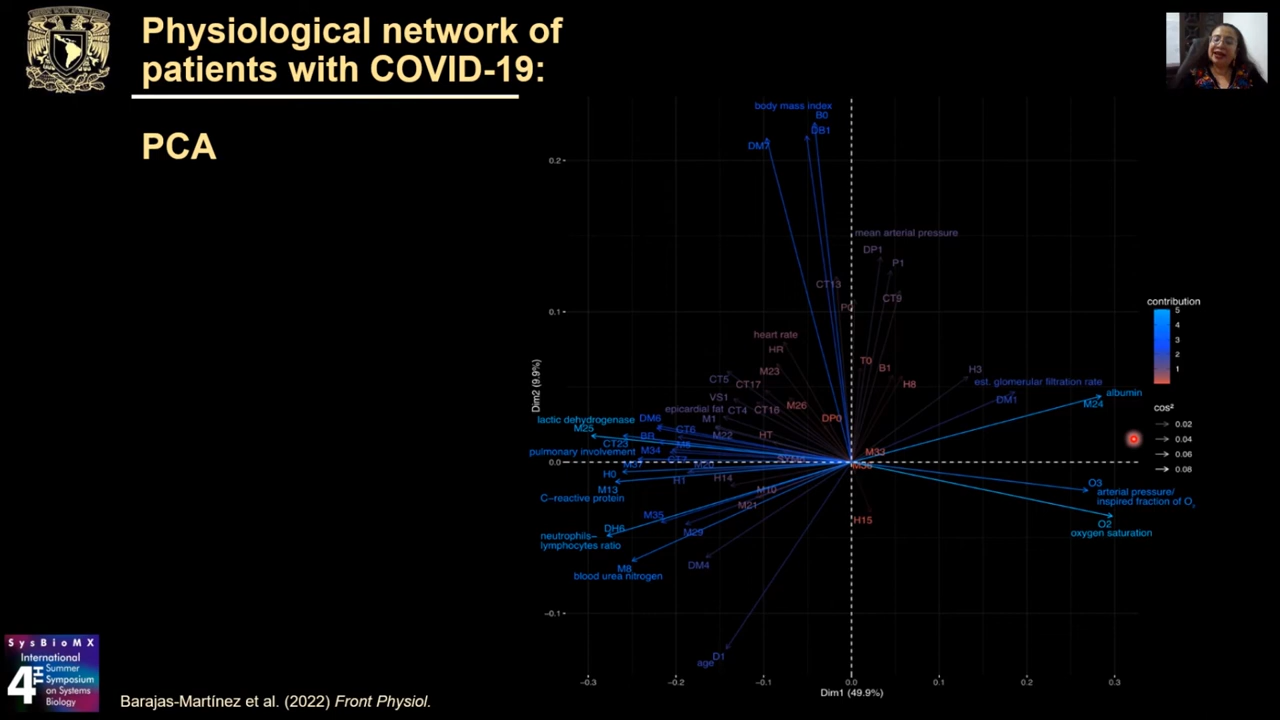 Physiological network of
patients with COVID-19:
PCA
body mass index
B0
DB1
DM7
0.2
mean arterial pressure
DP1
P1
CT13
CT9
contribution
5
4
3
2
1
0.1
heart rate
HR
T0
B1
H8
H3
M23
CT5
CT17
est. glomerular filtration rate
DM1
albumin
M24
VS1
epicardial fat
CT4
CT16
M26
DP0
M1
cos²
0.02
0.04
0.06
0.08
Dim2 (9.9%)
lactic dehydrogenase
M25
DM6
CT6
BR
M22
HT
CT23
pulmonary involvement
M34
M33
M36
0.0
M37
H0
H1
H14
M13
C-reactive protein
M10
M21
O3
arterial pressure/
inspired fraction of O₂
O2
oxygen saturation
H15
M35
DH6
M29
neutrophils–
lymphocytes ratio
M8
blood urea nitrogen
DM4
−0.1
age
D1
−0.3
−0.2
−0.1
0.0
0.1
0.2
0.3
Dim1 (49.9%)
SysBioMX
International
4TH
Summer
Symposium
on Systems
Biology
Barajas-Martínez et al. (2022) Front Physiol.